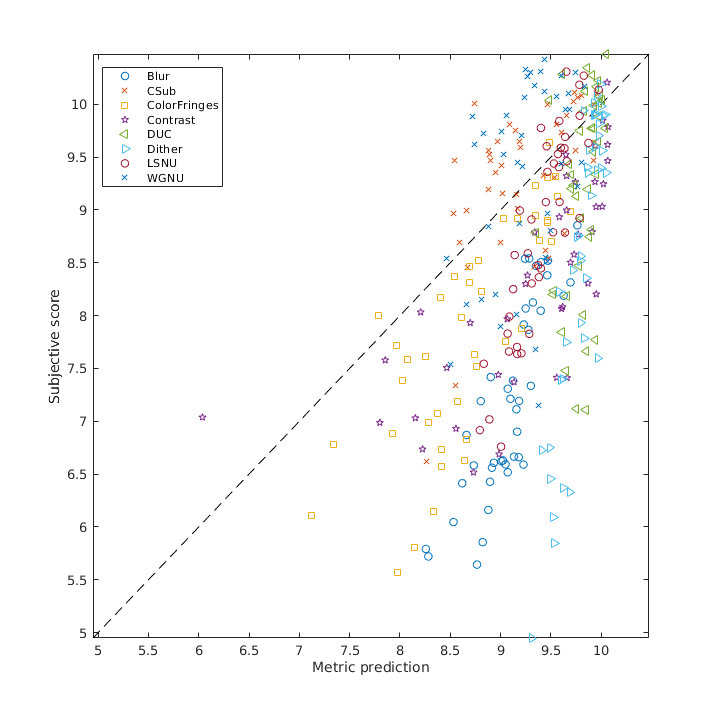 Blur
CSub
ColorFringes
Contrast
DUC
Dither
LSNU
WGNU
10
9.5
9
8.5
8
7.5
7
6.5
6
5.5
5
Subjective score
5 5.5 6 6.5 7 7.5 8 8.5 9 9.5 10
Metric prediction